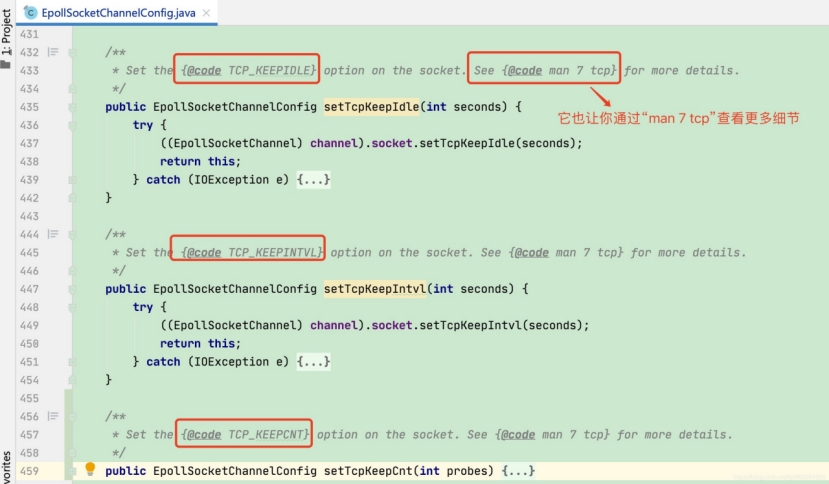 EpollSocketChannelConfig.java ×
1: Project
431
432 /**
433 * Set the {@code TCP_KEEPIDLE} option on the socket. See {@code man 7 tcp} for more details.
434 */
435 public EpollSocketChannelConfig setTcpKeepIdle(int seconds) {
它也让你通过“man 7 tcp”查看更多细节
436 try {
437 ((EpollSocketChannel) channel).socket.setTcpKeepIdle(seconds);
438 return this;
439 } catch (IOException e) {...}
442 }
443
444 /**
445 * Set the {@code TCP_KEEPINTVL} option on the socket. See {@code man 7 tcp} for more details.
446 */
447 public EpollSocketChannelConfig setTcpKeepIntvl(int seconds) {
448 try {
449 ((EpollSocketChannel) channel).socket.setTcpKeepIntvl(seconds);
450 return this;
451 } catch (IOException e) {...}
454 }
455
456 /**
457 * Set the {@code TCP_KEEPCNT} option on the socket. See {@code man 7 tcp} for more details.
458 */
459 public EpollSocketChannelConfig setTcpKeepCnt(int probes) {...}
vorites